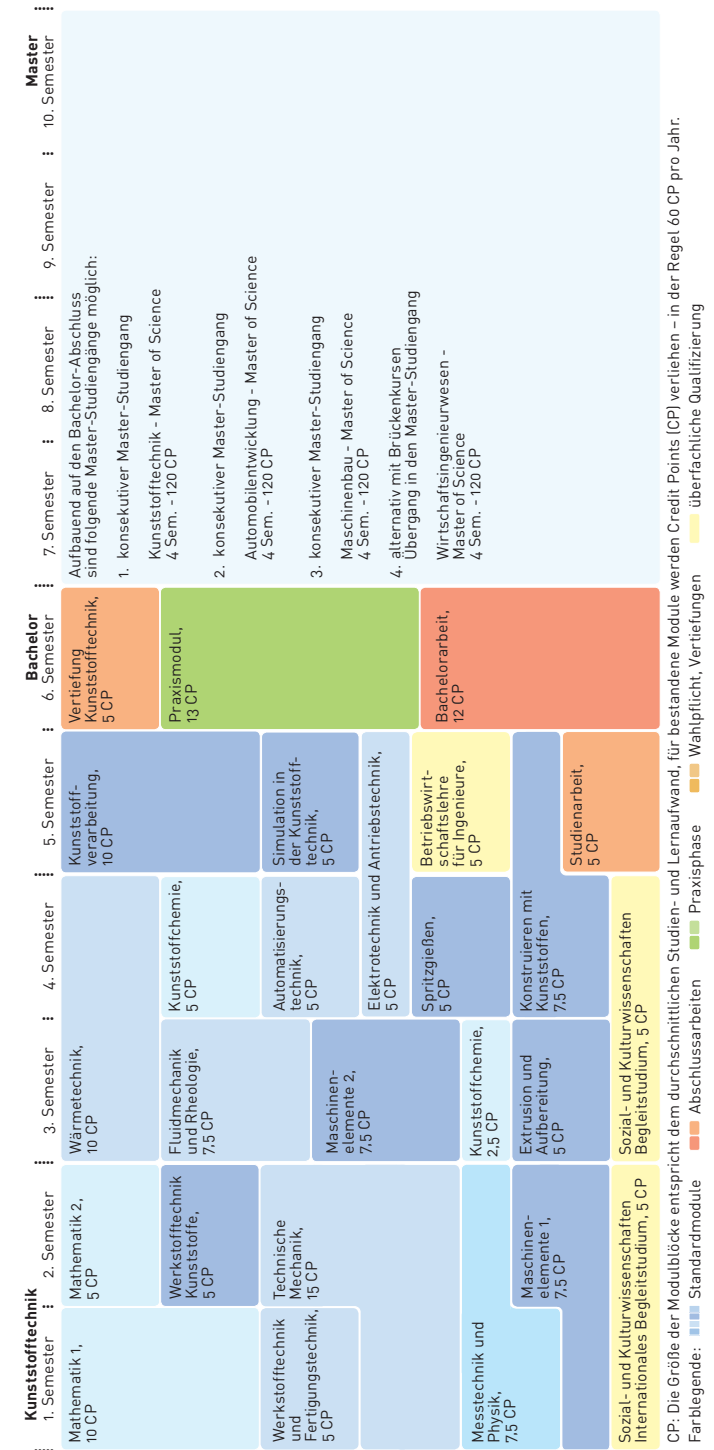 Kunststofftechnik
1. Semester
2. Semester
3. Semester
4. Semester
5. Semester
Bachelor
6. Semester
7. Semester
8. Semester
9. Semester
Master
10. Semester
Mathematik 1,
10 CP
Werkstofftechnik
und
Fertigungstechnik,
5 CP
Messtechnik und
Physik,
7.5 CP
Sozial- und Kulturwissenschaften
Internationales Begleitstudium, 5 CP
Mathematik 2,
5 CP
Werkstofftechnik
Kunststoffe,
5 CP
Technische
Mechanik,
15 CP
Maschinen-
elemente 1,
7.5 CP
Wärmetechnik,
10 CP
Fluidmechanik
und Rheologie,
7.5 CP
Maschinen-
elemente 2,
7.5 CP
Kunststoffchemie,
2,5 CP
Extrusion und
Aufbereitung,
5 CP
Sozial- und Kulturwissenschaften
Begleitstudium, 5 CP
Kunststoffchemie,
5 CP
Automatisierungs-
technik,
5 CP
Elektrotechnik und Antriebstechnik,
5 CP
Spritzgießen,
5 CP
Konstruieren mit
Kunststoffen,
7.5 CP
Kunststoff-
verarbeitung,
10 CP
Simulation in
der Kunststoff-
technik,
5 CP
Betriebswirt-
schaftslehre
für Ingenieure,
5 CP
Studienarbeit,
5 CP
Vertiefung
Kunststofftechnik,
5 CP
Praxismodul,
13 CP
Bachelorarbeit,
12 CP
Aufbauend auf den Bachelor-Abschluss
sind folgende Master-Studiengänge möglich:
1. konsekutiver Master-Studiengang
Kunststofftechnik - Master of Science
4 Sem. - 120 CP
2. konsekutiver Master-Studiengang
Automobilentwicklung - Master of Science
4 Sem. - 120 CP
3. konsekutiver Master-Studiengang
Maschinenbau - Master of Science
4 Sem. - 120 CP
4. alternativ mit Brückenkursen
Übergang in den Master-Studiengang
Wirtschaftsingenieurwesen -
Master of Science
4 Sem. - 120 CP
CP: Die Größe der Modulblöcke entspricht dem durchschnittlichen Studien- und Lernaufwand, für bestandene Module werden Credit Points (CP) verliehen – in der Regel 60 CP pro Jahr.
Farblegende: Standardmodule Abschlussarbeiten Praxisphase Wahlpflicht, Vertiefungen überfachliche Qualifizierung